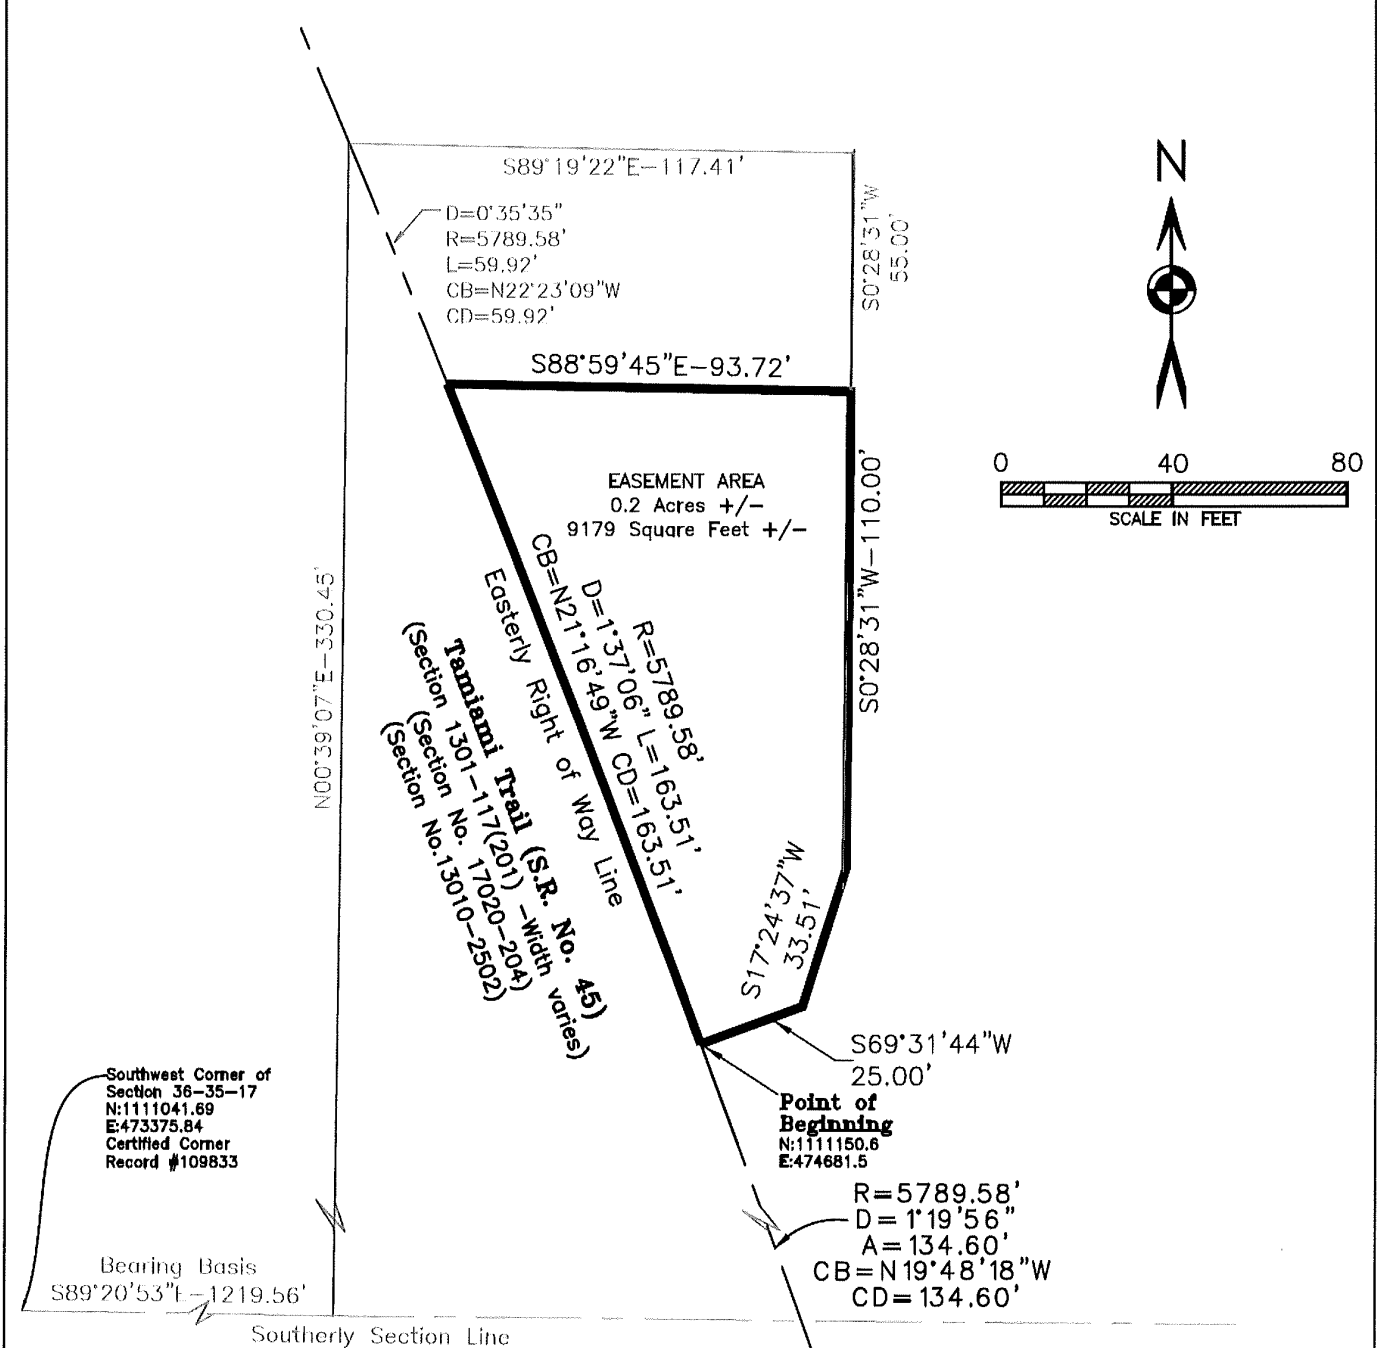 S89°19'22"E-117.41'
D=0°35'35"
R=5789.58'
L=59.92'
CB=N22°23'09"W
CD=59.92'
S0°28'31"W
55.00'
N
S88°59'45"E-93.72'
0 40 80
SCALE IN FEET
EASEMENT AREA
0.2 Acres +/-
9179 Square Feet +/-
S0°28'31"W-110.00'
R=5789.58'
D=1°37'06" L=163.51'
CB=N21°16'49"W CD=163.51'
Easterly Right of Way Line
Tamiami Trail (S.R. No. 45)
(Section 1301-117(201) -Width varies)
(Section No. 17020-204)
(Section No.13010-2502)
N00°39'07"E-330.45'
S17°24'37"W
33.51'
S69°31'44"W
25.00'
Point of
Beginning
N:1111150.6
E:474681.5
Southwest Corner of
Section 36-35-17
N:1111041.69
E:473375.84
Certified Corner
Record #109833
R=5789.58'
D=1°19'56"
A=134.60'
CB=N19°48'18"W
CD=134.60'
Bearing Basis
S89°20'53"E-1219.56'
Southerly Section Line